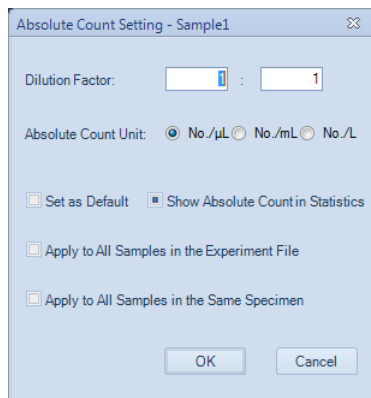 Absolute Count Setting - Sample1
Dilution Factor: 1 : 1
Absolute Count Unit: No./µL No./mL No./L
Set as Default Show Absolute Count in Statistics
Apply to All Samples in the Experiment File
Apply to All Samples in the Same Specimen
OK Cancel